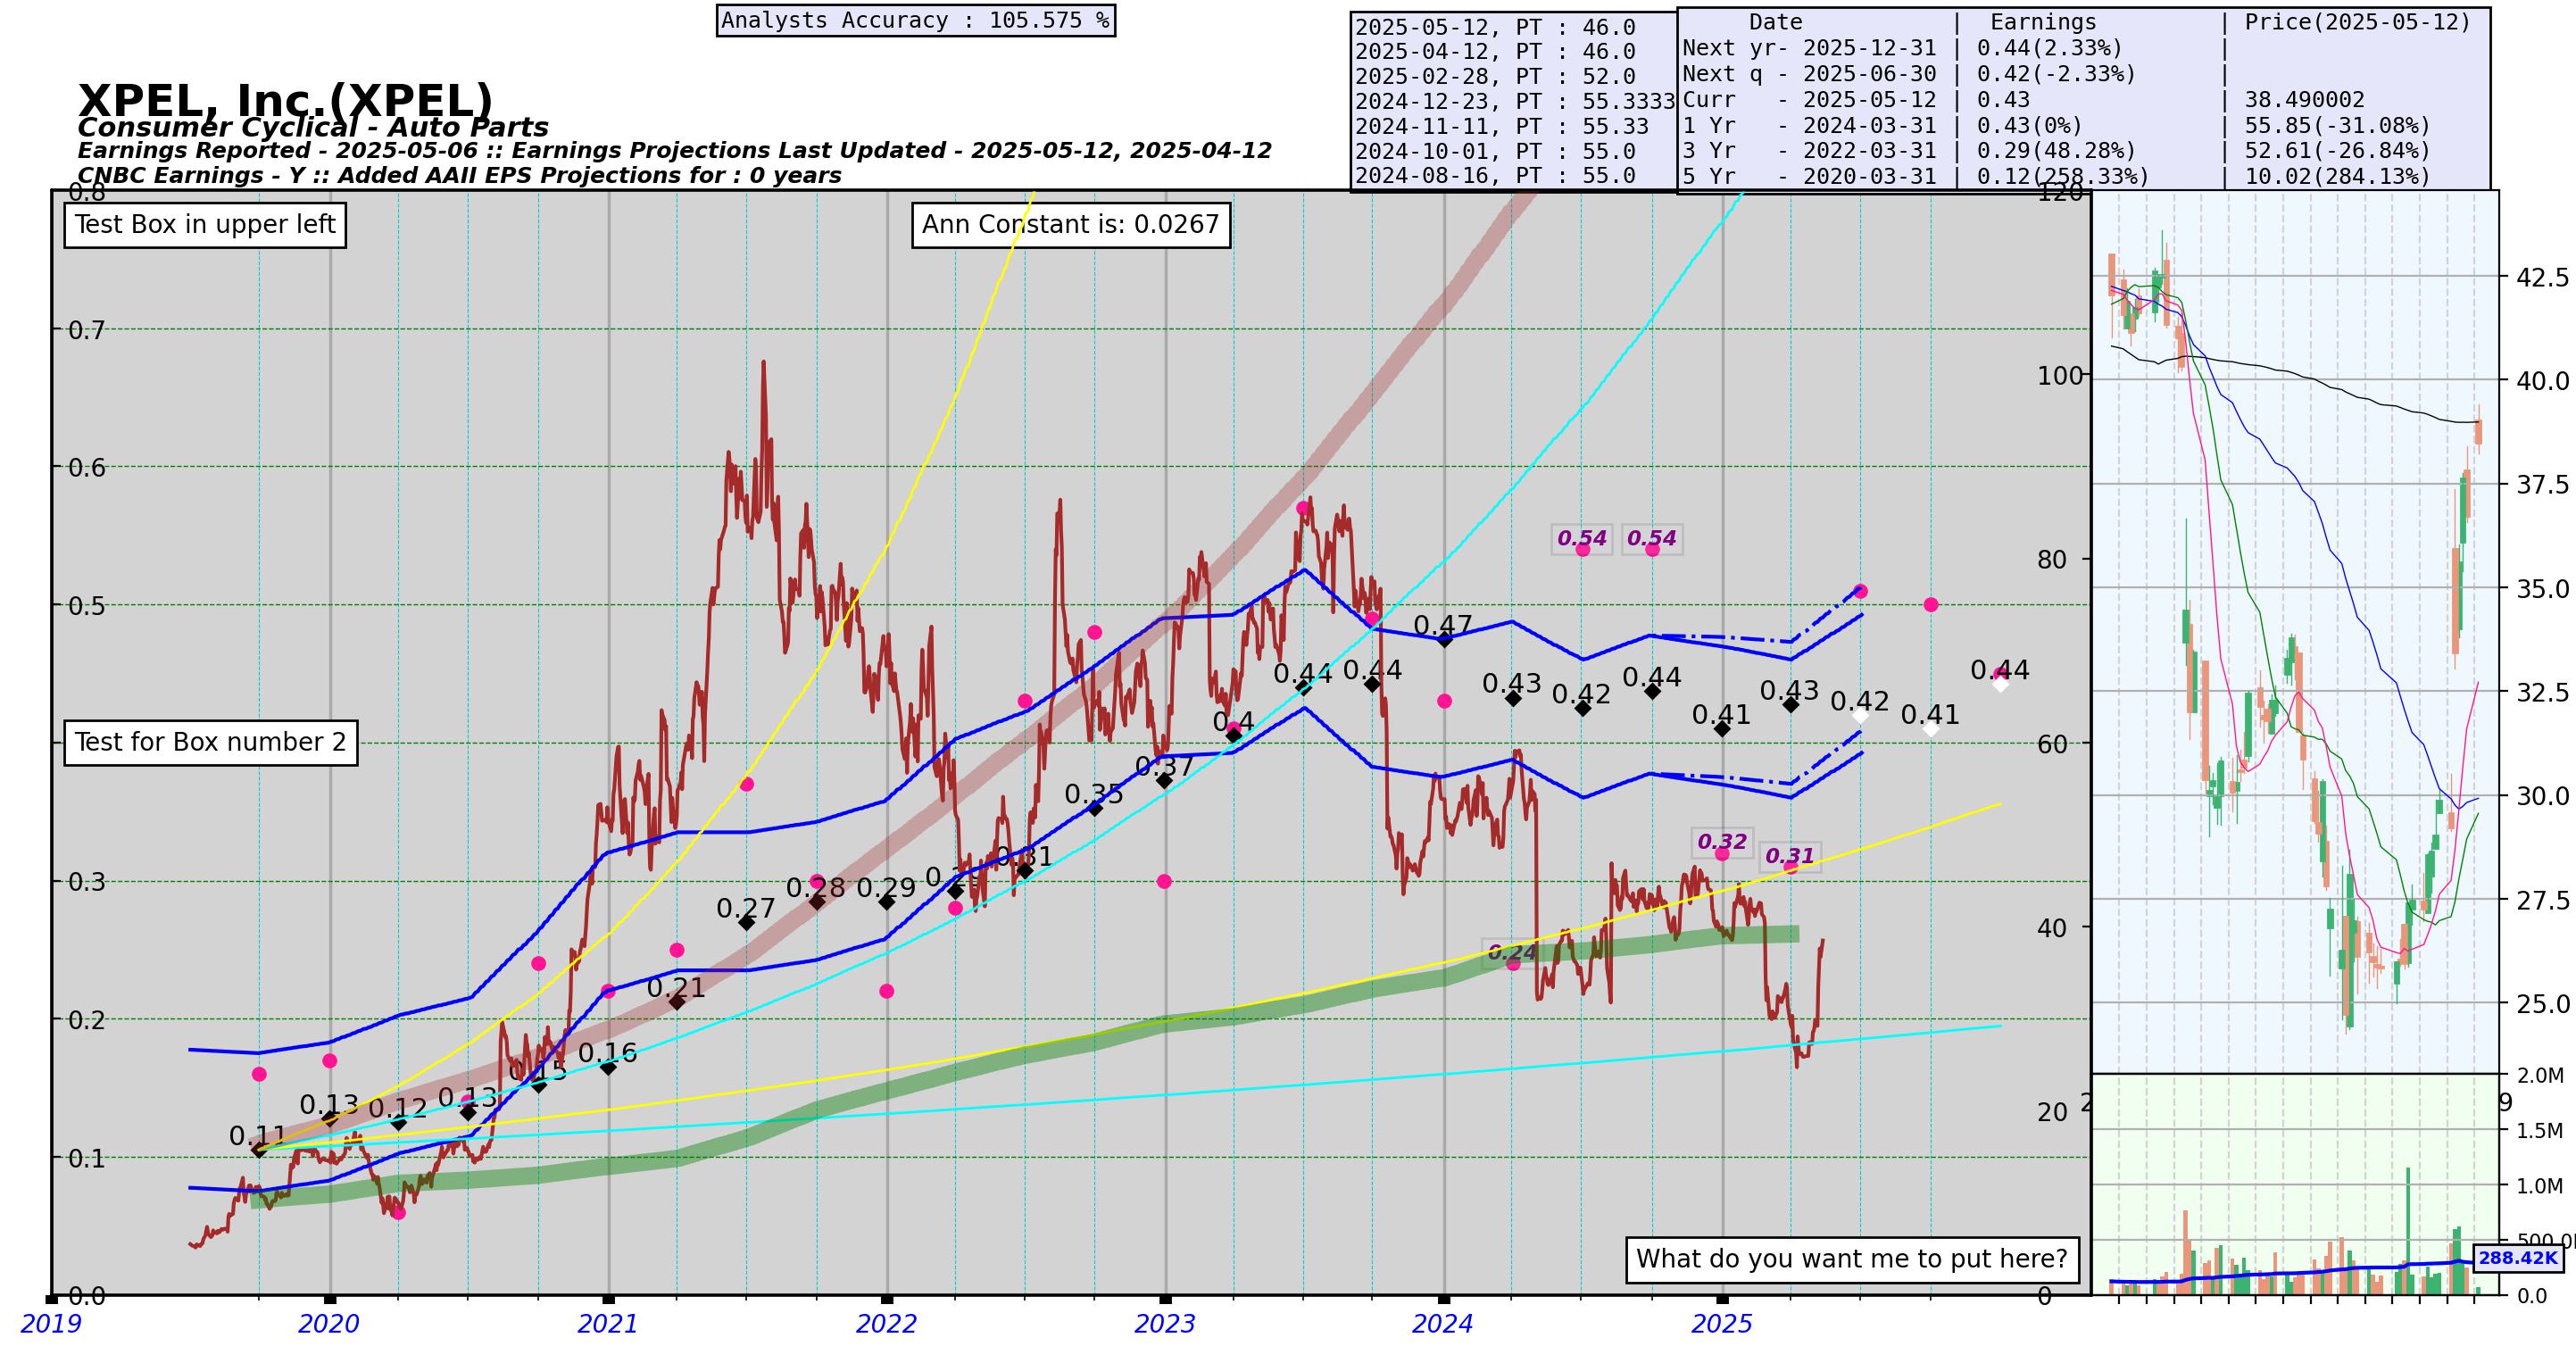 Analysts Accuracy : 105.575 %
2025-05-12, PT : 46.0
2025-04-12, PT : 46.0
2025-02-28, PT : 52.0
2024-12-23, PT : 55.3333
2024-11-11, PT : 55.33
2024-10-01, PT : 55.0
2024-08-16, PT : 55.0
Date | Earnings | Price(2025-05-12)
Next yr- 2025-12-31 | 0.44(2.33%) |
Next q - 2025-06-30 | 0.42(-2.33%) |
Curr - 2025-05-12 | 0.43 | 38.490002
1 Yr - 2024-03-31 | 0.43(0%) | 55.85(-31.08%)
3 Yr - 2022-03-31 | 0.29(48.28%) | 52.61(-26.84%)
5 Yr - 2020-03-31 | 0.12(258.33%) | 10.02(284.13%)
XPEL, Inc.(XPEL)
Consumer Cyclical - Auto Parts
Earnings Reported - 2025-05-06 :: Earnings Projections Last Updated - 2025-05-12, 2025-04-12
CNBC Earnings - Y :: Added AAII EPS Projections for : 0 years
Test Box in upper left
Ann Constant is: 0.0267
Test for Box number 2
What do you want me to put here?
0.8
0.7
0.6
0.5
0.3
0.2
0.1
0.0
0.11
0.13
0.12
0.13
0.15
0.16
0.21
0.27
0.28
0.29
0.31
0.35
0.37
0.4
0.44
0.44
0.47
0.43
0.42
0.44
0.41
0.43
0.42
0.41
0.44
0.24
0.54
0.54
0.32
0.31
120
100
80
60
40
20
0
2019
2020
2021
2022
2023
2024
2025
42.5
40.0
37.5
35.0
32.5
30.0
27.5
25.0
2
9
2.0M
1.5M
1.0M
500.0
288.42K
0.0